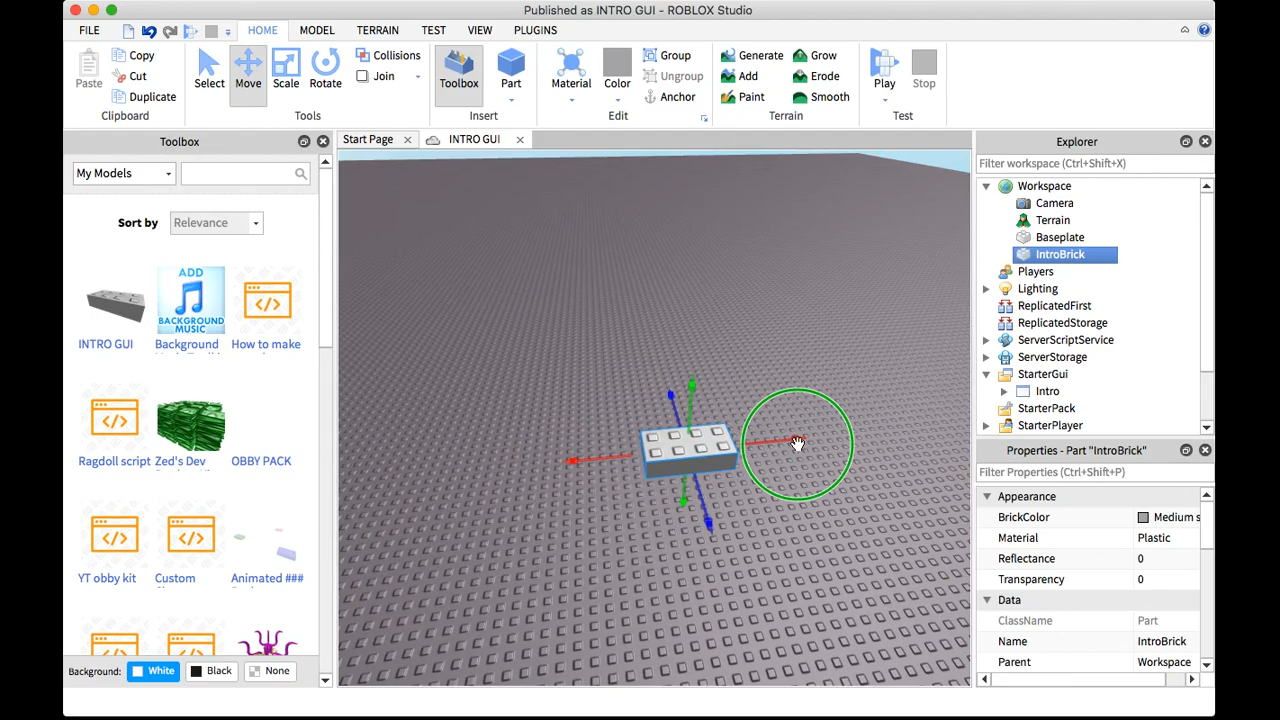 Published as INTRO GUI - ROBLOX Studio
FILE HOME MODEL TERRAIN TEST VIEW PLUGINS
Paste Copy Cut Duplicate
Clipboard
Select Move Scale Rotate Collisions Join
Tools
Toolbox Part
Insert
Material Color Group Ungroup Anchor
Edit
Generate Grow
Add Erode
Paint Smooth
Terrain
Play Stop
Test
Toolbox
My Models
Sort by Relevance
ADD
BACKGROUND
MUSIC
INTRO GUI Background How to make
Ragdoll script Zed's Dev OBBY PACK
YT obby kit Custom Animated ###
Background: White Black None
Start Page INTRO GUI
Explorer
Filter workspace (Ctrl+Shift+X)
Workspace
Camera
Terrain
Baseplate
IntroBrick
Players
Lighting
ReplicatedFirst
ReplicatedStorage
ServerScriptService
ServerStorage
StarterGui
Intro
StarterPack
StarterPlayer
Properties - Part "IntroBrick"
Filter Properties (Ctrl+Shift+P)
Appearance
BrickColor Medium s
Material Plastic
Reflectance 0
Transparency 0
Data
ClassName Part
Name IntroBrick
Parent Workspace